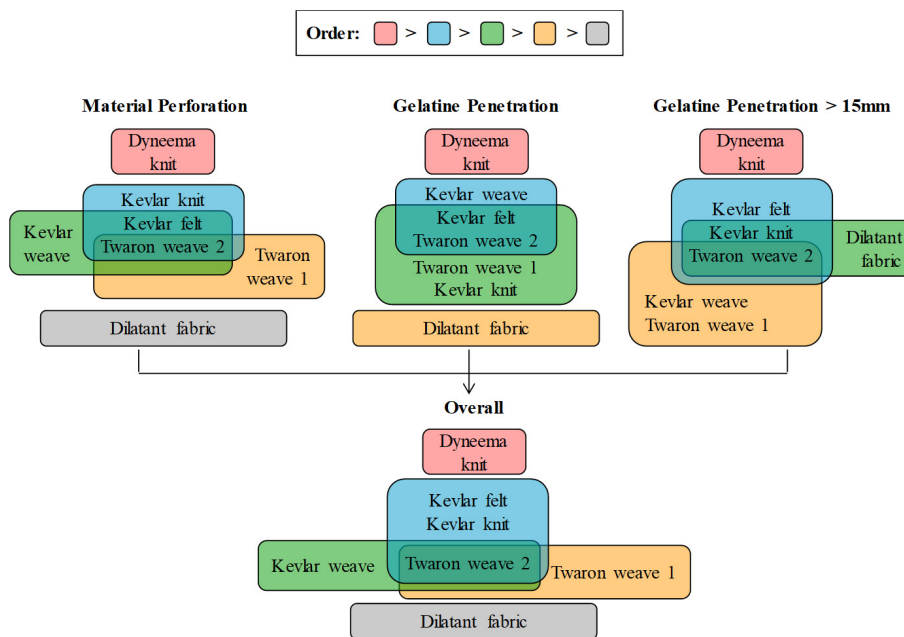 Order: > > > >
Material Perforation
Dyneema
knit
Kevlar knit
Kevlar felt
Twaron weave 2
Kevlar
weave
Twaron
weave 1
Dilatant fabric
Gelatine Penetration
Dyneema
knit
Kevlar weave
Kevlar felt
Twaron weave 2
Twaron weave 1
Kevlar knit
Dilatant fabric
Gelatine Penetration > 15mm
Dyneema
knit
Kevlar felt
Kevlar knit
Twaron weave 2
Dilatant
fabric
Kevlar weave
Twaron weave 1
Overall
Dyneema
knit
Kevlar felt
Kevlar knit
Kevlar weave
Twaron weave 2
Twaron weave 1
Dilatant fabric